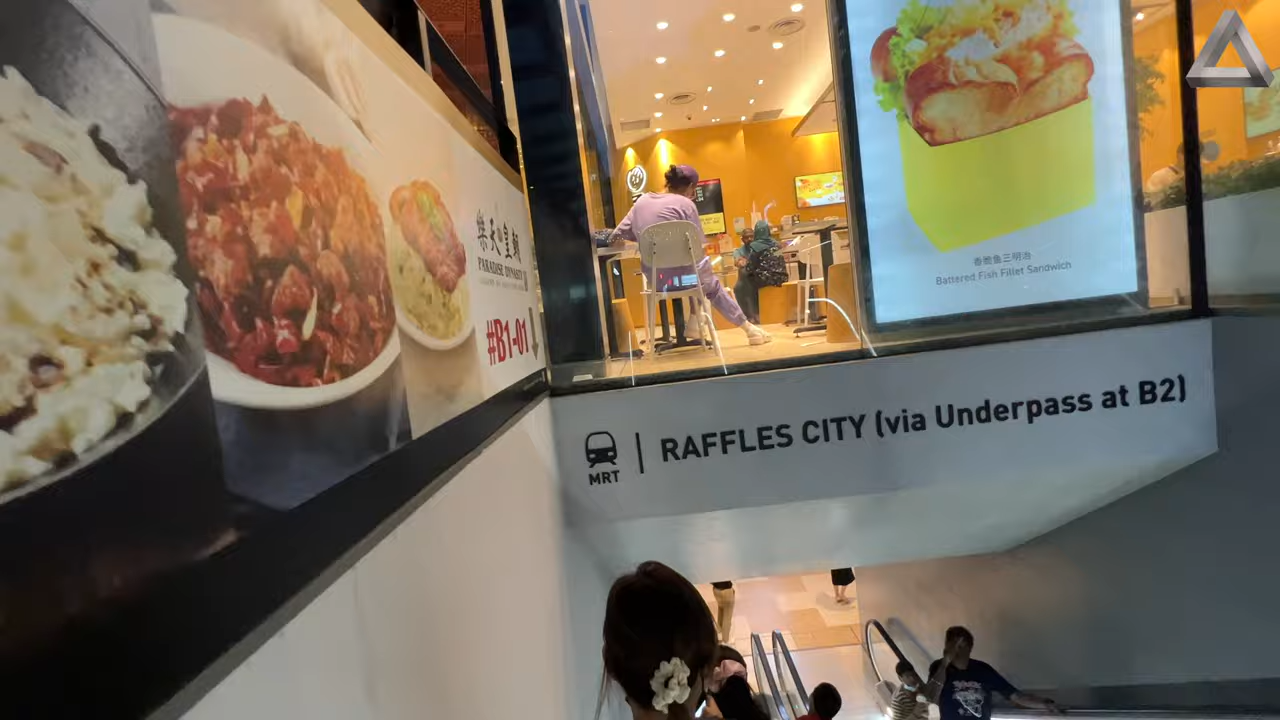 樂天皇朝
PARADISE DYNASTY
#B1-01
香脆鱼三明治
Battered Fish Fillet Sandwich
MRT
RAFFLES CITY (via Underpass at B2)